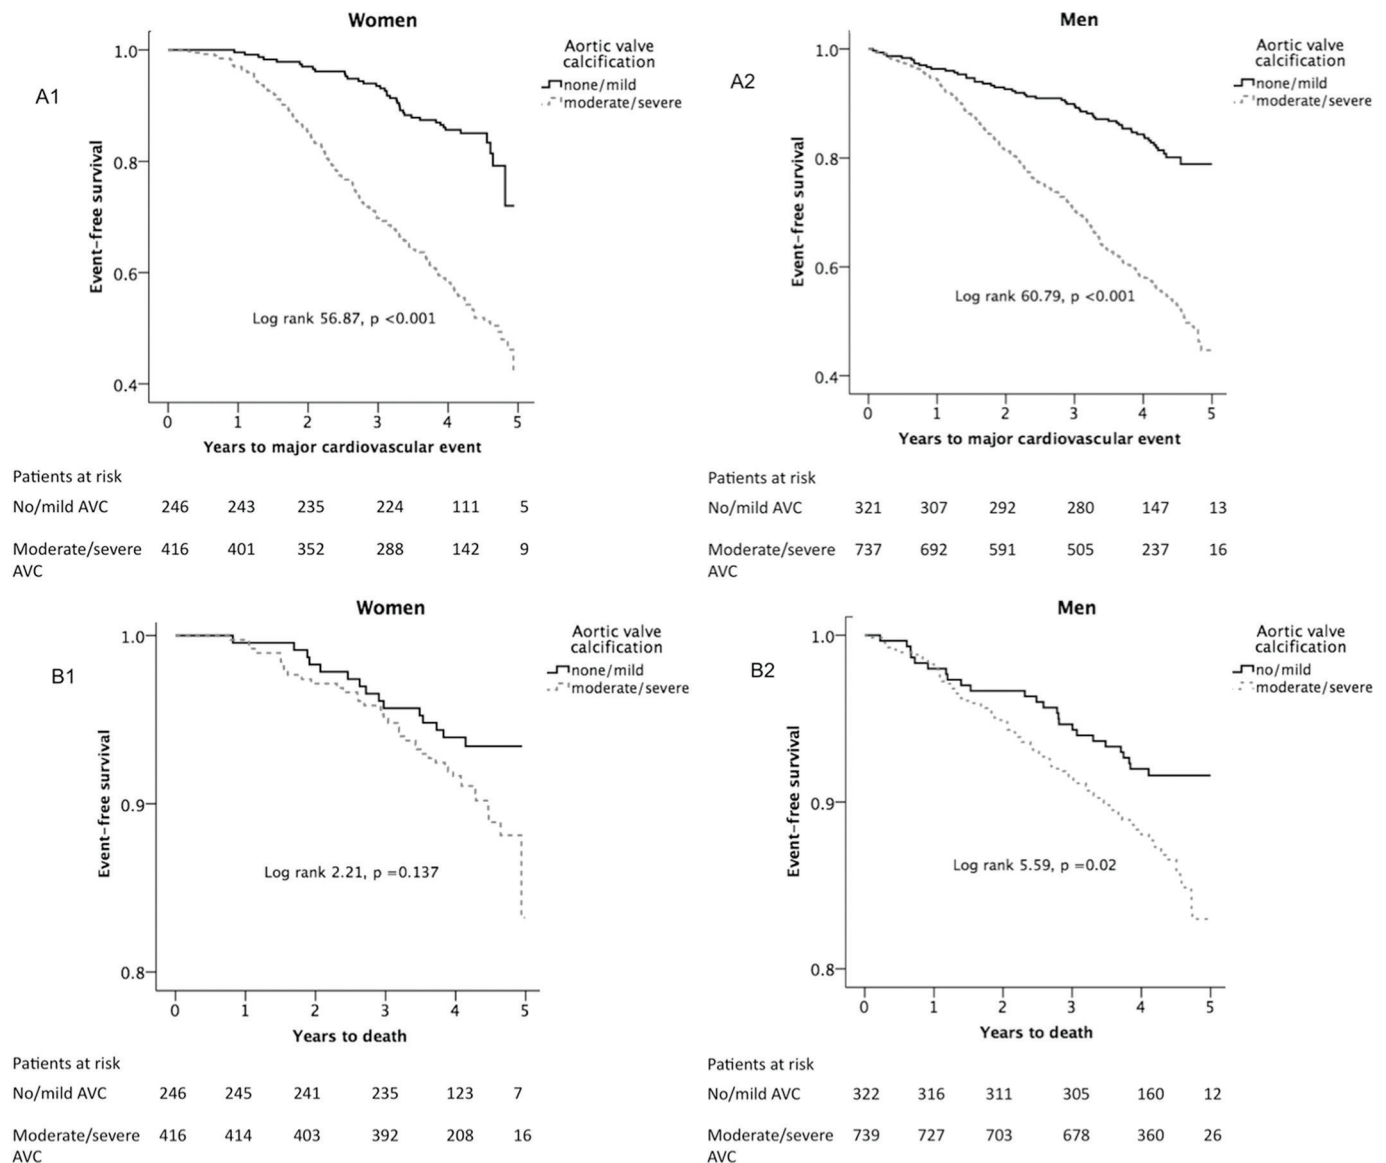 Women
A1
Aortic valve
calcification
none/mild
moderate/severe
1.0
0.8
0.6
0.4
Event-free survival
Log rank 56.87, p <0.001
0 1 2 3 4 5
Years to major cardiovascular event
Patients at risk
No/mild AVC 246 243 235 224 111 5
Moderate/severe 416 401 352 288 142 9
AVC
Men
A2
Aortic valve
calcification
none/mild
moderate/severe
1.0
0.8
0.6
0.4
Event-free survival
Log rank 60.79, p <0.001
0 1 2 3 4 5
Years to major cardiovascular event
Patients at risk
No/mild AVC 321 307 292 280 147 13
Moderate/severe 737 692 591 505 237 16
AVC
Women
B1
Aortic valve
calcification
none/mild
moderate/severe
1.0
0.9
0.8
Event-free survival
Log rank 2.21, p =0.137
0 1 2 3 4 5
Years to death
Patients at risk
No/mild AVC 246 245 241 235 123 7
Moderate/severe 416 414 403 392 208 16
AVC
Men
B2
Aortic valve
calcification
no/mild
moderate/severe
1.0
0.9
0.8
Event-free survival
Log rank 5.59, p =0.02
0 1 2 3 4 5
Years to death
Patients at risk
No/mild AVC 322 316 311 305 160 12
Moderate/severe 739 727 703 678 360 26
AVC